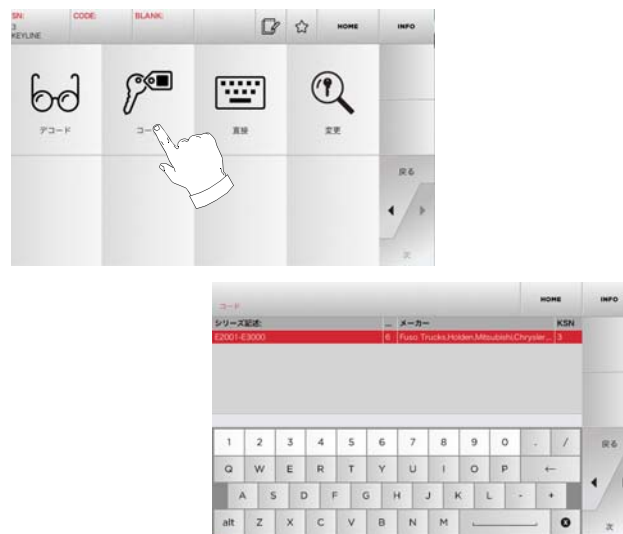 SN: CODE: BLANK:
3
KEYLINE
HOME INFO
デコード コード 直接 変更
戻る
次
コード
HOME INFO
シリーズ記述: ... メーカー KSN
E2001-E3000 6 Fuso Trucks,Holden,Mitsubishi,Chrysler,... 3
1 2 3 4 5 6 7 8 9 0 . /
戻る
Q W E R T Y U I O P ←
A S D F G H J K L - +
alt Z X C V B N M
次